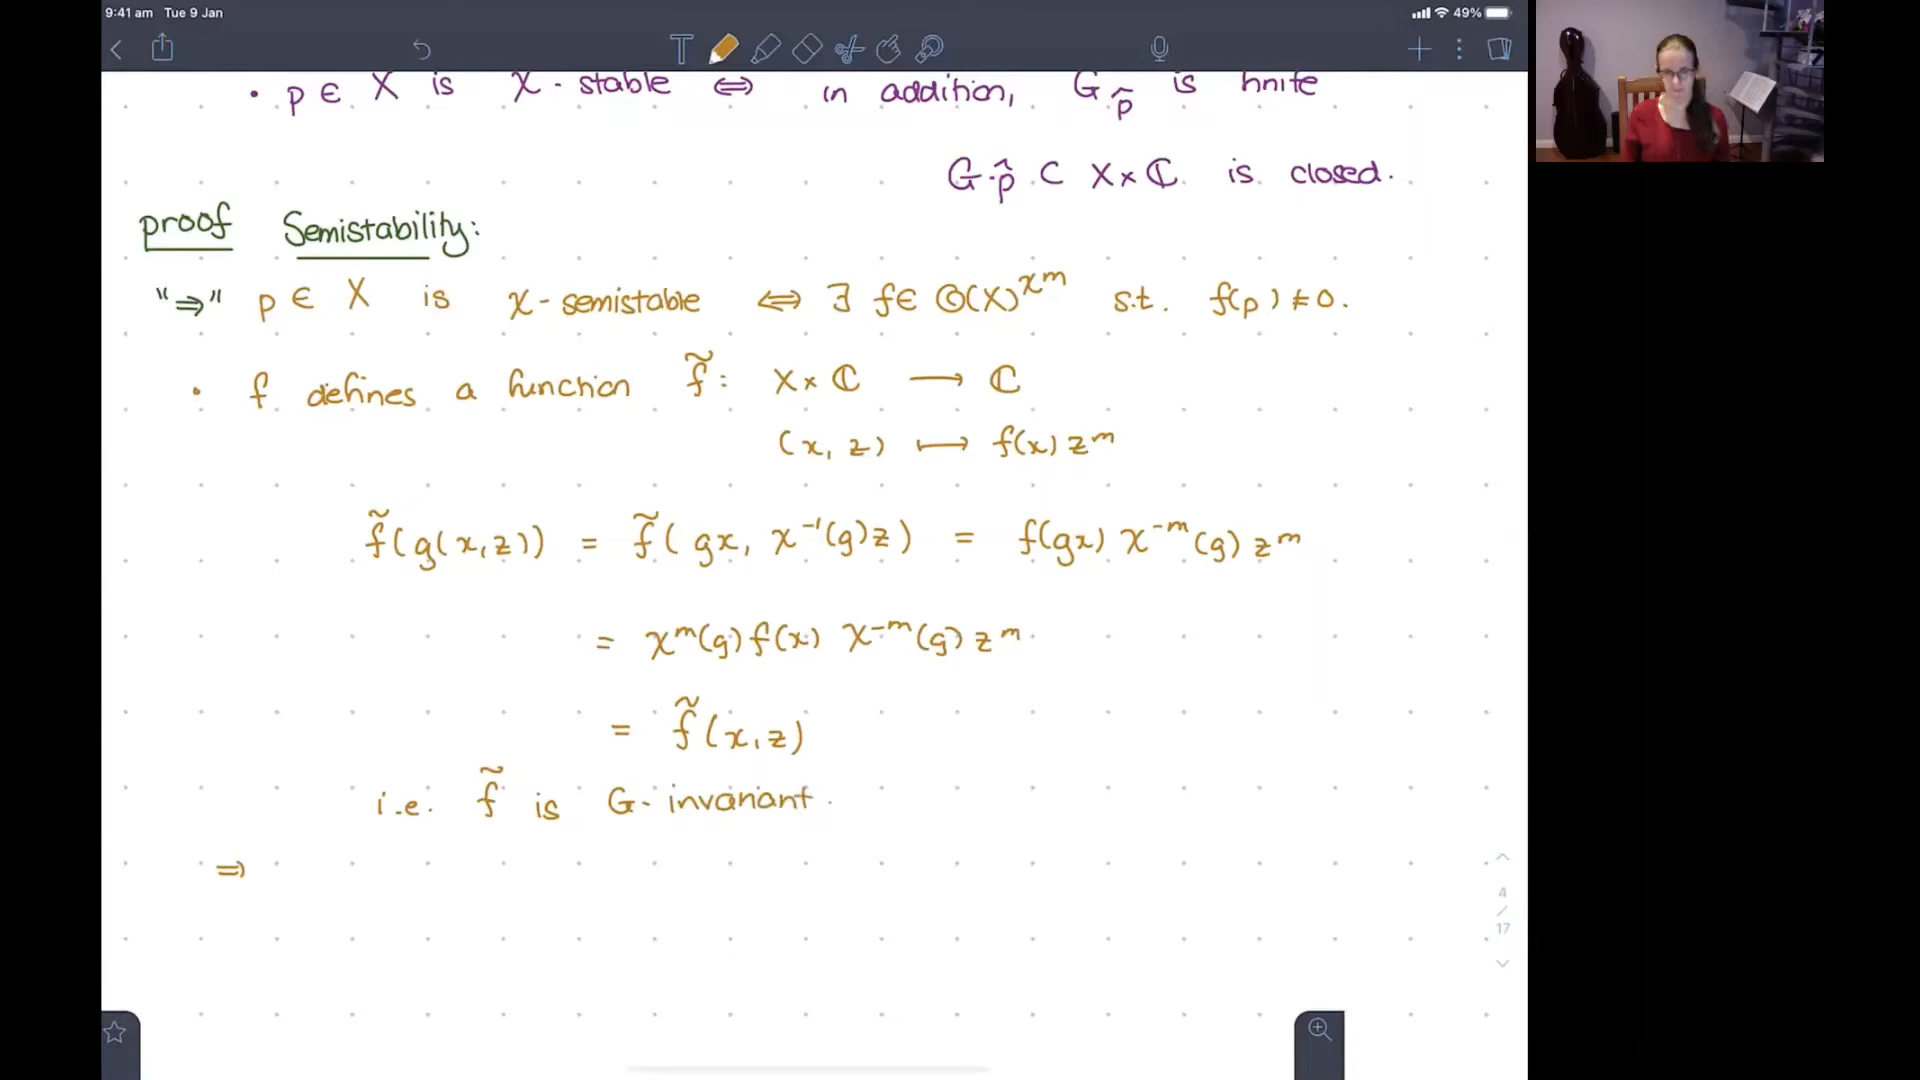 9:41 am Tue 9 Jan 49%
T
• p ∈ X is χ-stable ⟺ in addition, G_p̂ is finite
G·p̂ ⊂ X×ℂ is closed.
proof Semistability:
"⇒" p ∈ X is χ-semistable ⟺ ∃ f ∈ O(X)^{χ^m} s.t. f(p) ≠ 0.
• f defines a function f̃ : X×ℂ ⟶ ℂ
(x, z) ⟼ f(x) z^m
f̃(g(x,z)) = f̃(gx, χ^{-1}(g)z) = f(gx) χ^{-m}(g) z^m
= χ^m(g) f(x) χ^{-m}(g) z^m
= f̃(x,z)
i.e. f̃ is G-invariant.
⇒
4
/
17